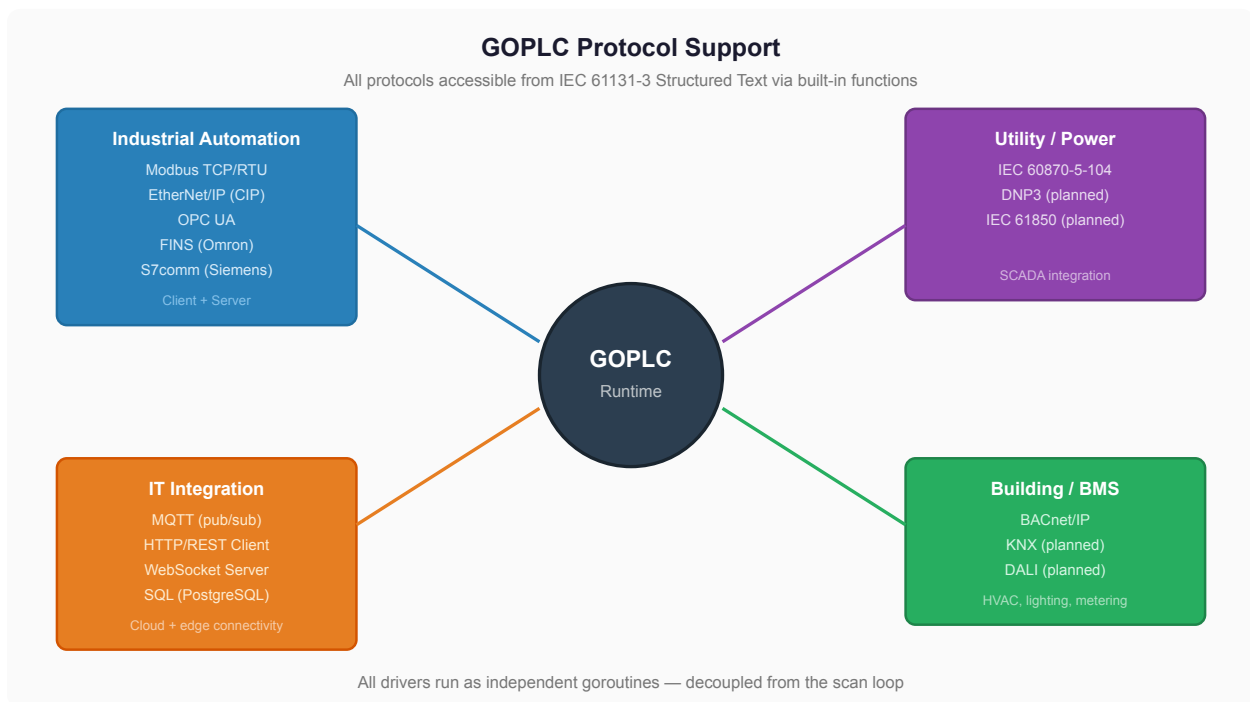 GOPLC Protocol Support
All protocols accessible from IEC 61131-3 Structured Text via built-in functions
Industrial Automation
Modbus TCP/RTU
EtherNet/IP (CIP)
OPC UA
FINS (Omron)
S7comm (Siemens)
Client + Server
Utility / Power
IEC 60870-5-104
DNP3 (planned)
IEC 61850 (planned)
SCADA integration
GOPLC
Runtime
IT Integration
MQTT (pub/sub)
HTTP/REST Client
WebSocket Server
SQL (PostgreSQL)
Cloud + edge connectivity
Building / BMS
BACnet/IP
KNX (planned)
DALI (planned)
HVAC, lighting, metering
All drivers run as independent goroutines — decoupled from the scan loop